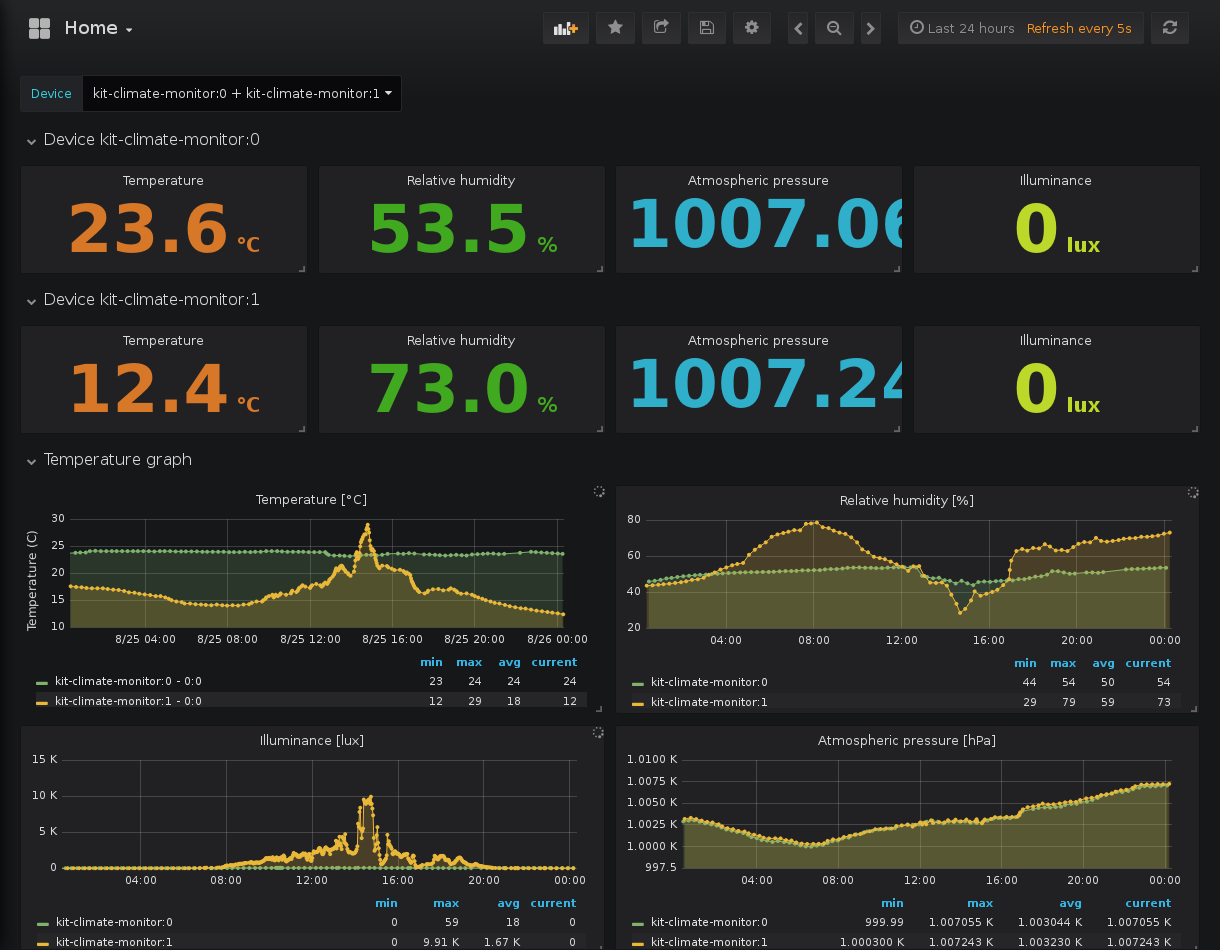 Home
Last 24 hours Refresh every 5s
Device kit-climate-monitor:0 + kit-climate-monitor:1
Device kit-climate-monitor:0
Temperature Relative humidity Atmospheric pressure Illuminance
23.6 °C 53.5 % 1007.06 0 lux
Device kit-climate-monitor:1
Temperature Relative humidity Atmospheric pressure Illuminance
12.4 °C 73.0 % 1007.24 0 lux
Temperature graph
Temperature [°C]
Temperature (C)
30
25
20
15
10
8/25 04:00 8/25 08:00 8/25 12:00 8/25 16:00 8/25 20:00 8/26 00:00
min max avg current
kit-climate-monitor:0 - 0:0 23 24 24 24
kit-climate-monitor:1 - 0:0 12 29 18 12
Relative humidity [%]
80
60
40
20
04:00 08:00 12:00 16:00 20:00 00:00
min max avg current
kit-climate-monitor:0 44 54 50 54
kit-climate-monitor:1 29 79 59 73
Illuminance [lux]
15 K
10 K
5 K
0
04:00 08:00 12:00 16:00 20:00 00:00
min max avg current
kit-climate-monitor:0 0 59 18 0
kit-climate-monitor:1 0 9.91 K 1.67 K 0
Atmospheric pressure [hPa]
1.0100 K
1.0075 K
1.0050 K
1.0025 K
1.0000 K
997.5
04:00 08:00 12:00 16:00 20:00 00:00
min max avg current
kit-climate-monitor:0 999.99 1.007055 K 1.003044 K 1.007055 K
kit-climate-monitor:1 1.000300 K 1.007243 K 1.003230 K 1.007243 K